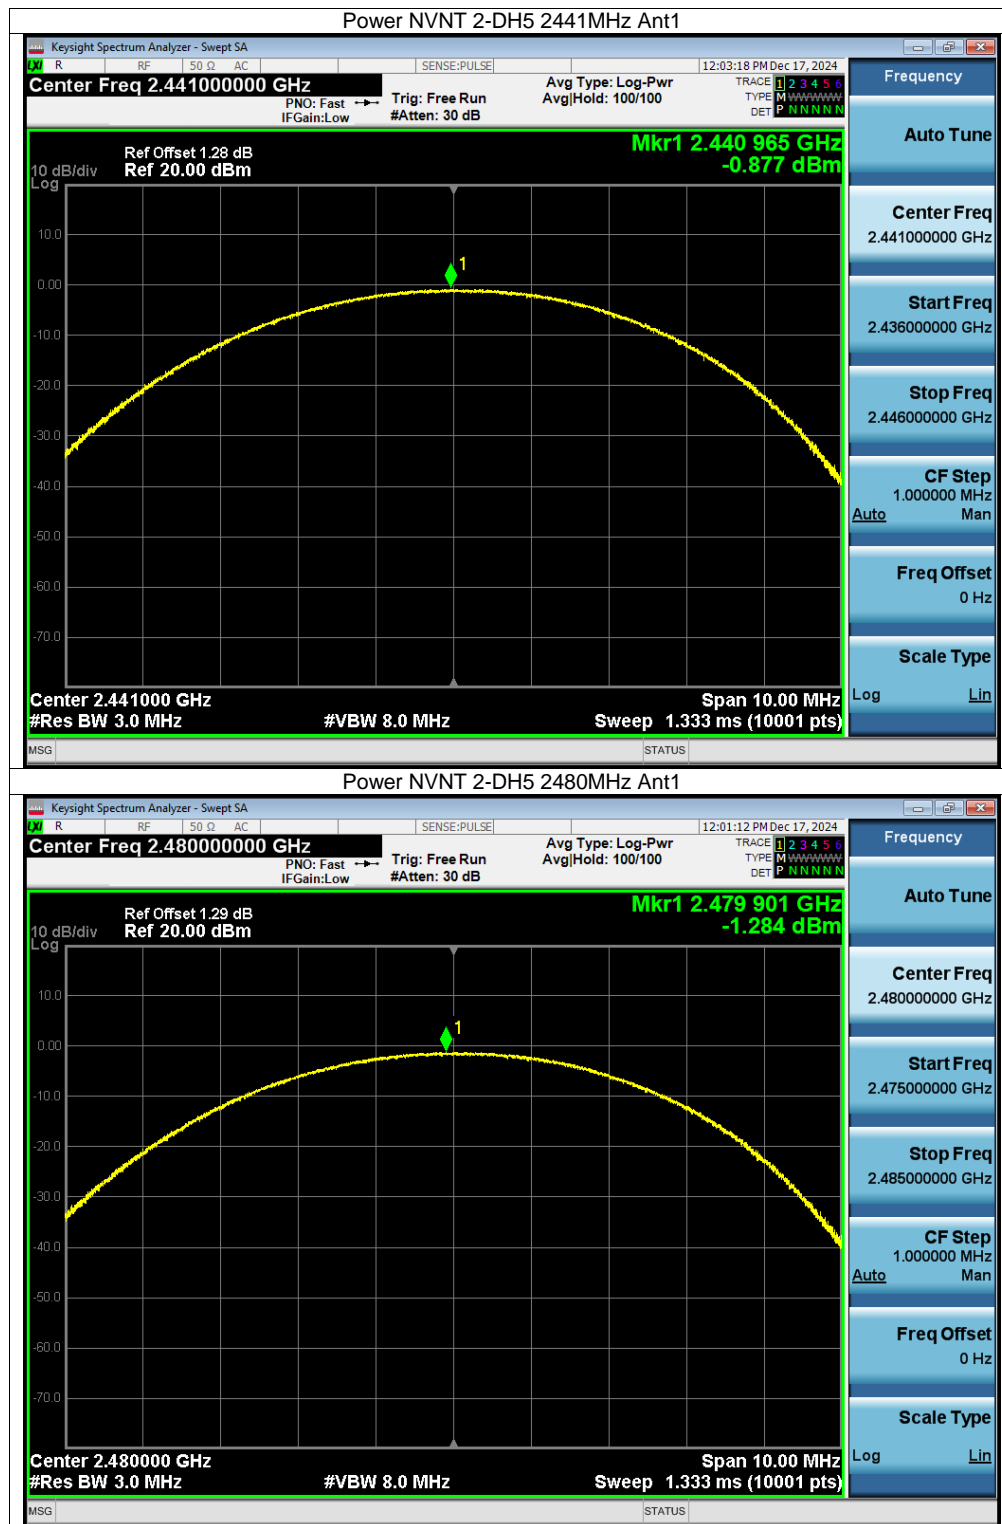 Power NVNT 2-DH5 2441MHz Ant1
Keysight Spectrum Analyzer - Swept SA
LXI R RF 50 Ω AC SENSE:PULSE 12:03:18 PM Dec 17, 2024
Center Freq 2.441000000 GHz
PNO: Fast
IFGain:Low
Trig: Free Run
#Atten: 30 dB
Avg Type: Log-Pwr
Avg|Hold: 100/100
TRACE 1 2 3 4 5 6
TYPE M WWWWW
DET P N N N N N
Ref Offset 1.28 dB
10 dB/div Ref 20.00 dBm
Log
Mkr1 2.440 965 GHz
-0.877 dBm
10.0
0.00
-10.0
-20.0
-30.0
-40.0
-50.0
-60.0
-70.0
1
Center 2.441000 GHz Span 10.00 MHz
#Res BW 3.0 MHz #VBW 8.0 MHz Sweep 1.333 ms (10001 pts)
MSG STATUS
Frequency
Auto Tune
Center Freq
2.441000000 GHz
Start Freq
2.436000000 GHz
Stop Freq
2.446000000 GHz
CF Step
1.000000 MHz
Auto Man
Freq Offset
0 Hz
Scale Type
Log Lin
Power NVNT 2-DH5 2480MHz Ant1
Keysight Spectrum Analyzer - Swept SA
LXI R RF 50 Ω AC SENSE:PULSE 12:01:12 PM Dec 17, 2024
Center Freq 2.480000000 GHz
PNO: Fast
IFGain:Low
Trig: Free Run
#Atten: 30 dB
Avg Type: Log-Pwr
Avg|Hold: 100/100
TRACE 1 2 3 4 5 6
TYPE M WWWWW
DET P N N N N N
Ref Offset 1.29 dB
10 dB/div Ref 20.00 dBm
Log
Mkr1 2.479 901 GHz
-1.284 dBm
10.0
0.00
-10.0
-20.0
-30.0
-40.0
-50.0
-60.0
-70.0
1
Center 2.480000 GHz Span 10.00 MHz
#Res BW 3.0 MHz #VBW 8.0 MHz Sweep 1.333 ms (10001 pts)
MSG STATUS
Frequency
Auto Tune
Center Freq
2.480000000 GHz
Start Freq
2.475000000 GHz
Stop Freq
2.485000000 GHz
CF Step
1.000000 MHz
Auto Man
Freq Offset
0 Hz
Scale Type
Log Lin